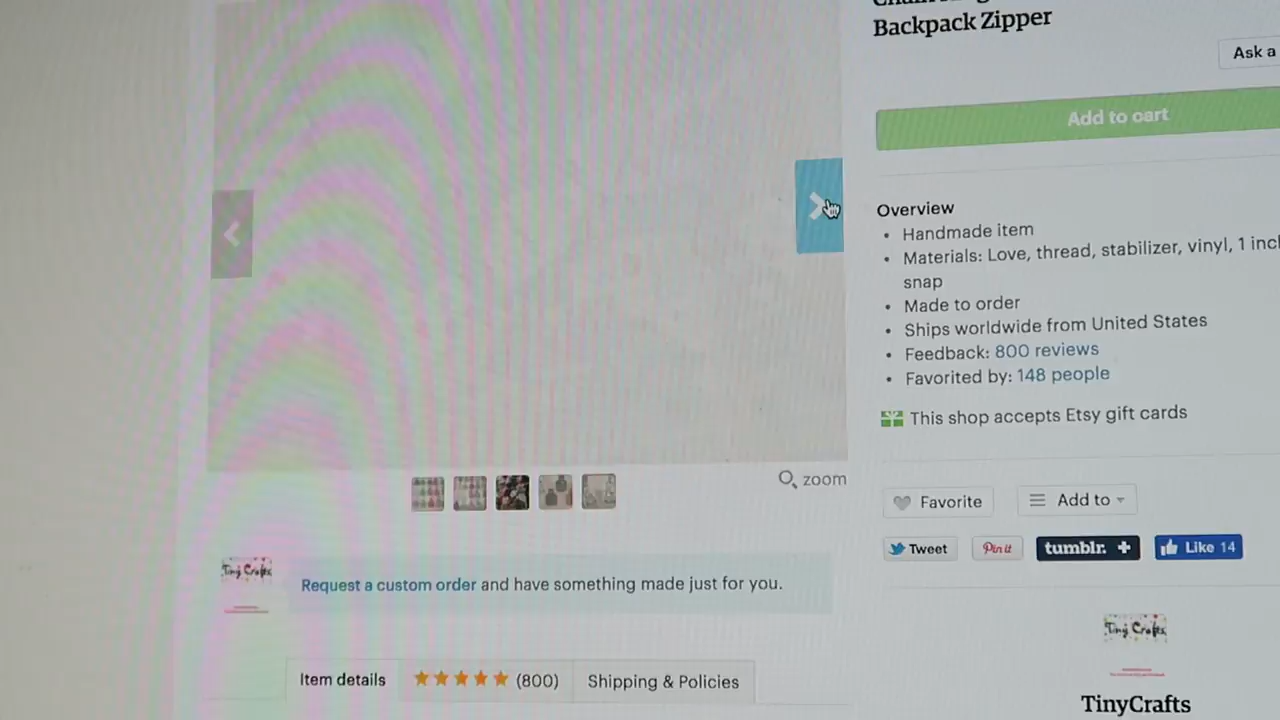 Backpack Zipper
Ask a
Add to cart
Overview
• Handmade item
• Materials: Love, thread, stabilizer, vinyl, 1 incl
snap
• Made to order
• Ships worldwide from United States
• Feedback: 800 reviews
• Favorited by: 148 people
This shop accepts Etsy gift cards
zoom
Favorite
Add to
Tweet
Pin it
tumblr. +
Like 14
Tiny Crafts
Request a custom order and have something made just for you.
Tiny Crafts
Item details
(800)
Shipping & Policies
TinyCrafts